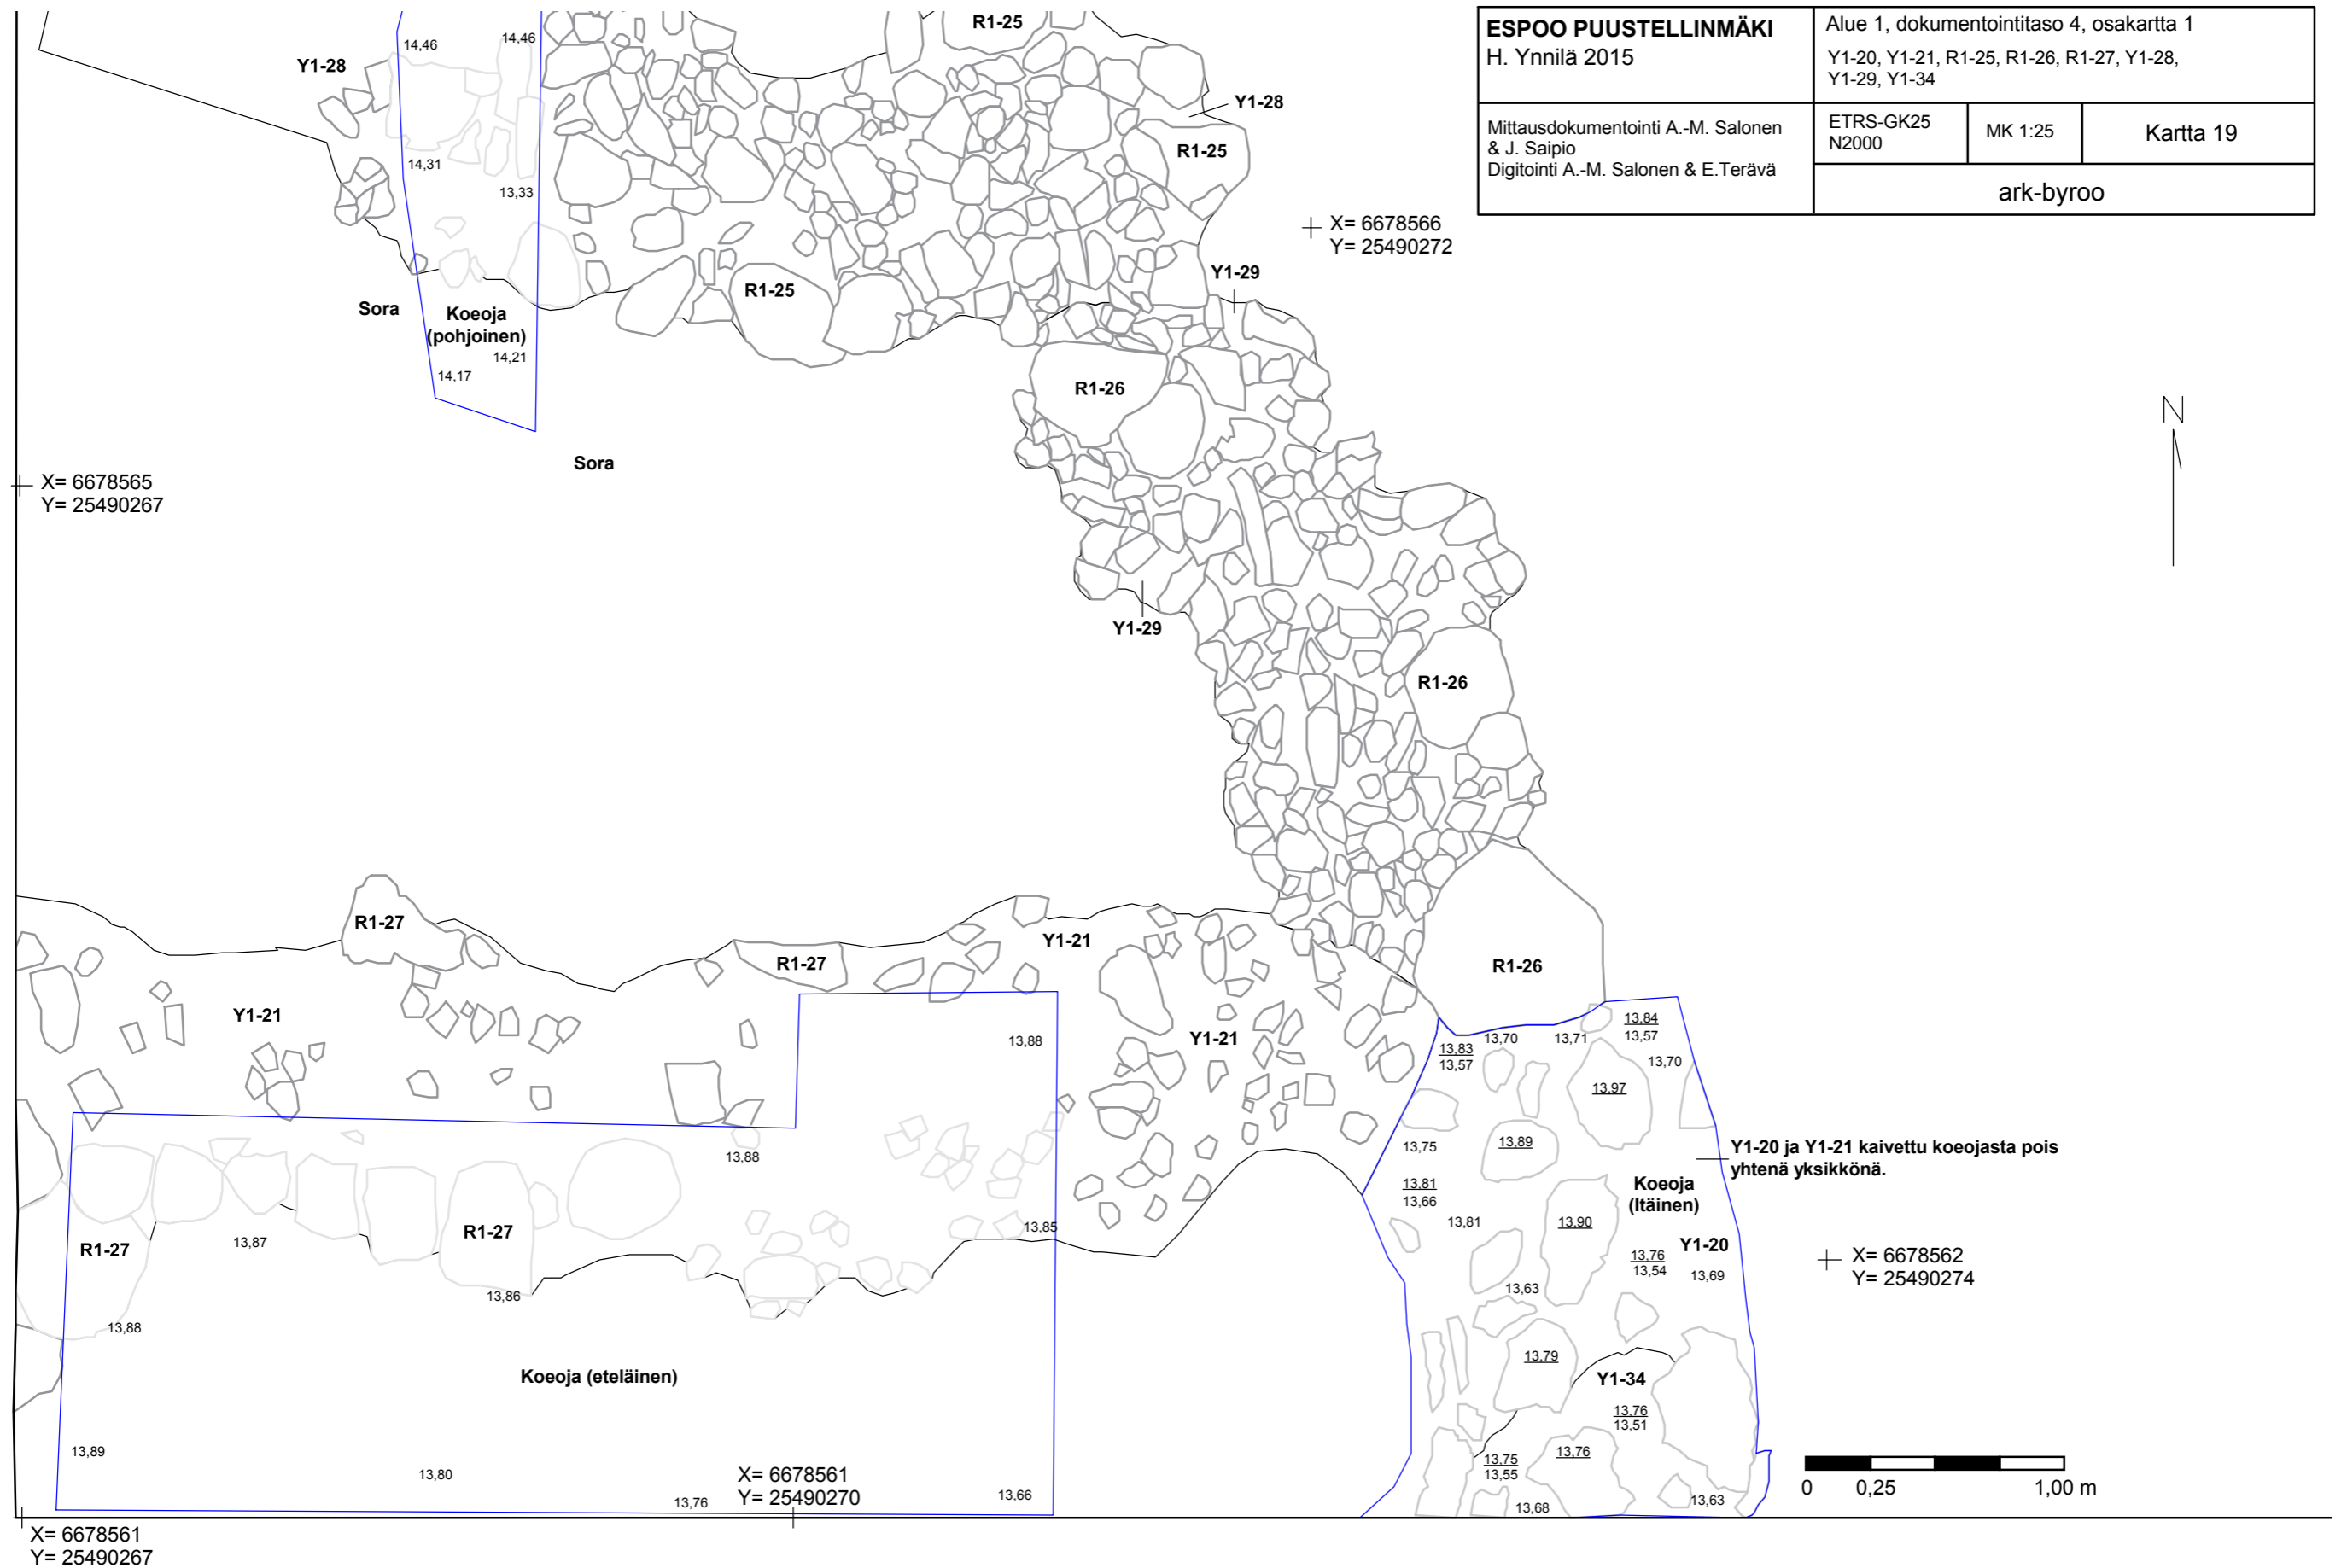 ESPOO PUUSTELLINMÄKI
H. Ynnilä 2015
Alue 1, dokumentointitaso 4, osakartta 1
Y1-20, Y1-21, R1-25, R1-26, R1-27, Y1-28,
Y1-29, Y1-34
Mittausdokumentointi A.-M. Salonen
& J. Saipio
Digitointi A.-M. Salonen & E.Terävä
ETRS-GK25
N2000
MK 1:25
Kartta 19
ark-byroo
R1-25
14,46
14,46
Y1-28
Y1-28
R1-25
14,31
13,33
X= 6678566
Y= 25490272
Y1-29
R1-25
Sora
Koeoja
(pohjoinen)
14,21
14,17
R1-26
N
Sora
X= 6678565
Y= 25490267
Y1-29
R1-26
R1-27
Y1-21
R1-27
R1-26
Y1-21
Y1-21
13,88
13,83
13,57
13,70
13,71
13,84
13,57
13,70
13,97
13,88
13,75
13,89
Y1-20 ja Y1-21 kaivettu koeojasta pois
yhtenä yksikkönä.
13,81
13,66
Koeoja
(Itäinen)
13,81
13,90
R1-27
R1-27
13,87
13,85
13,76
13,54
Y1-20
13,69
X= 6678562
Y= 25490274
13,86
13,63
13,88
13,79
Koeoja (eteläinen)
Y1-34
13,76
13,51
13,89
13,80
13,76
13,75
13,55
13,76
X= 6678561
Y= 25490270
13,66
13,68
13,63
0
0,25
1,00 m
X= 6678561
Y= 25490267